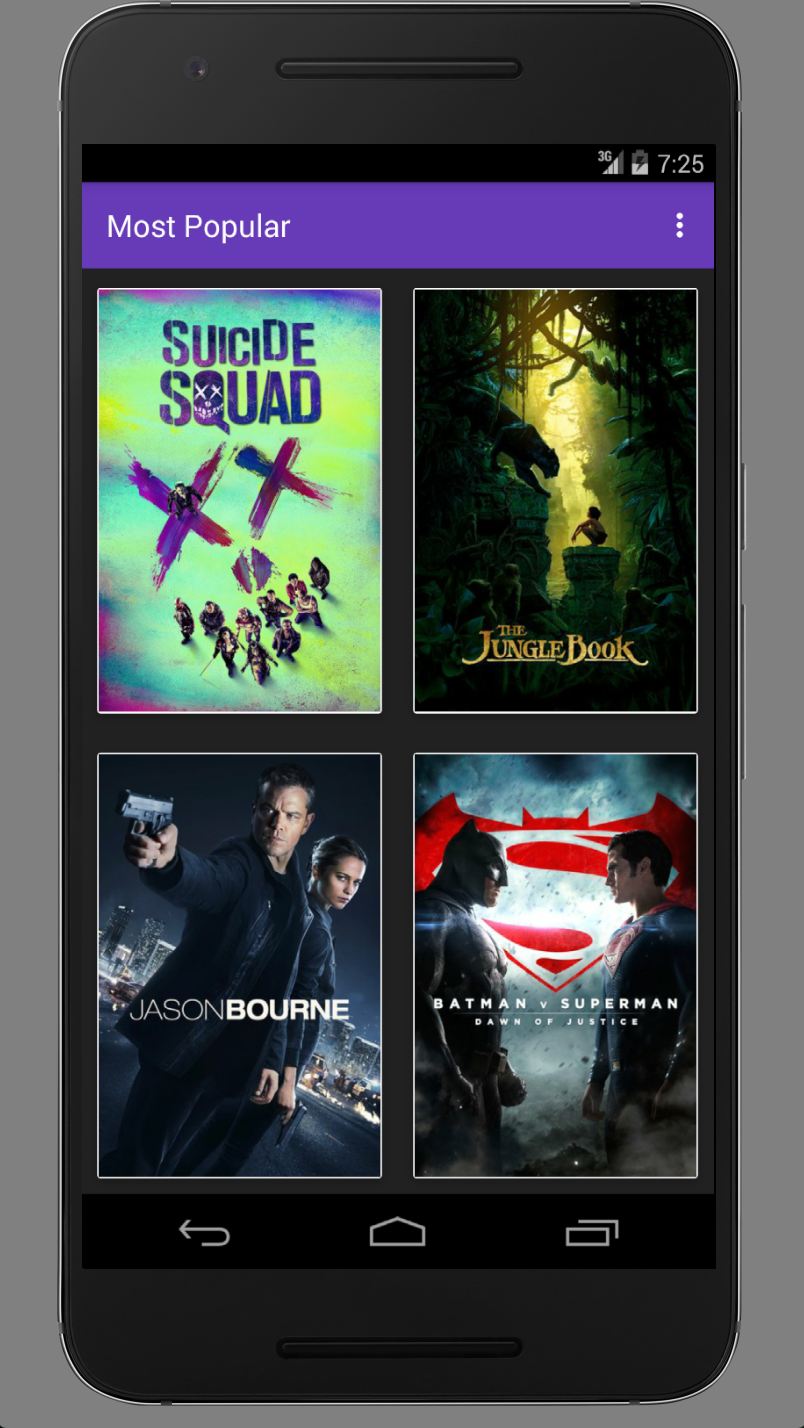 3G 7:25
Most Popular
SUICIDE
SQUAD
THE
JUNGLE BOOK
JASONBOURNE
BATMAN v SUPERMAN
DAWN OF JUSTICE